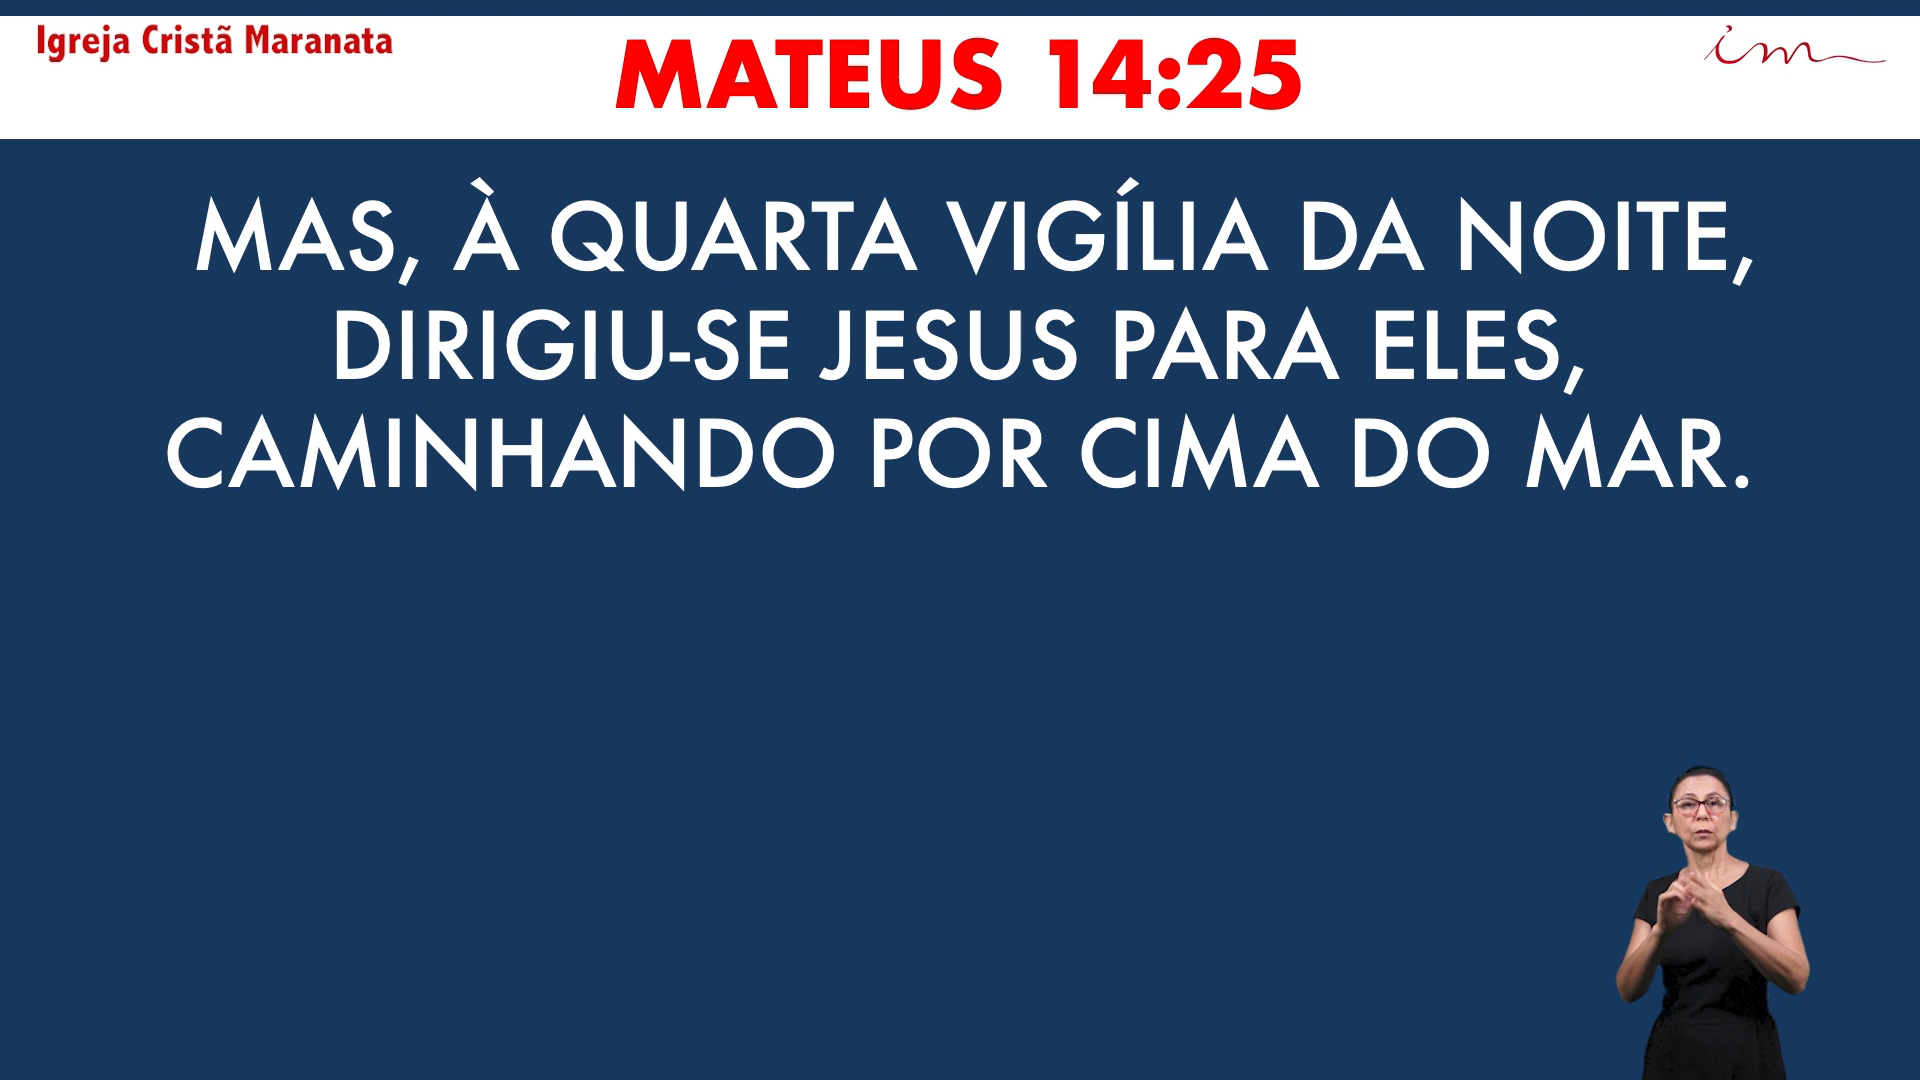 Igreja Cristã Maranata
MATEUS 14:25
im
MAS, À QUARTA VIGÍLIA DA NOITE,
DIRIGIU-SE JESUS PARA ELES,
CAMINHANDO POR CIMA DO MAR.